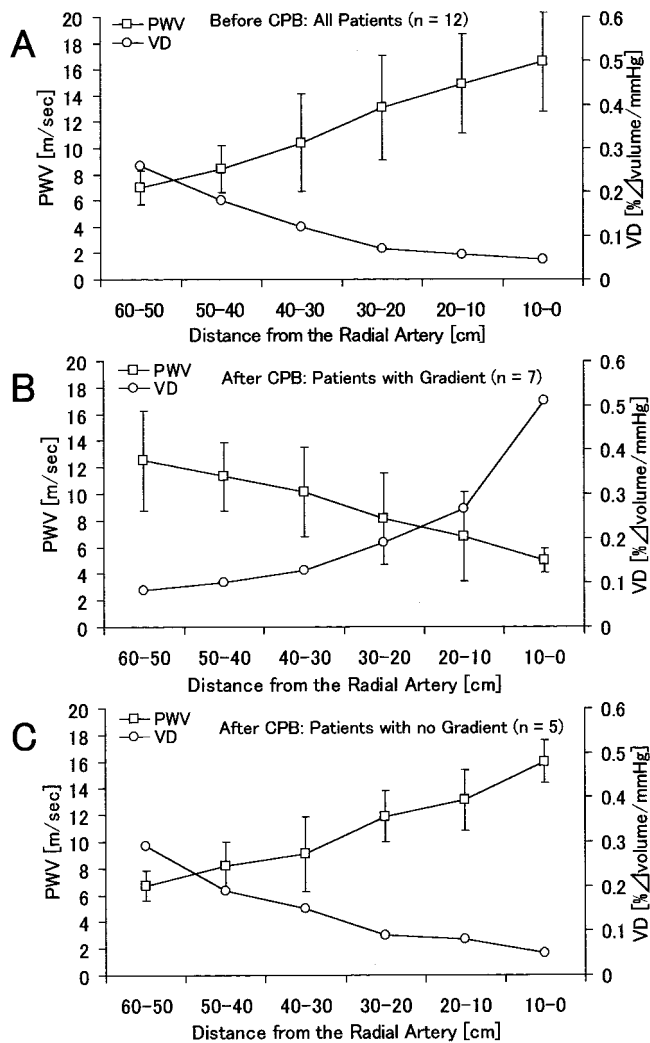 A
Before CPB: All Patients (n = 12)
PWV
VD
PWV [m/sec]
20
18
16
14
12
10
8
6
4
2
0
VD [%⊿vulume/mmHg]
0.6
0.5
0.4
0.3
0.2
0.1
0
60-50 50-40 40-30 30-20 20-10 10-0
Distance from the Radial Artery [cm]
B
After CPB: Patients with Gradient (n = 7)
PWV
VD
PWV [m/sec]
20
18
16
14
12
10
8
6
4
2
0
VD [%⊿volume/mmHg]
0.6
0.5
0.4
0.3
0.2
0.1
0
60-50 50-40 40-30 30-20 20-10 10-0
Distance from the Radial Artery [cm]
C
After CPB: Patients with no Gradient (n = 5)
PWV
VD
PWV [m/sec]
20
18
16
14
12
10
8
6
4
2
0
VD [%⊿volume/mmHg]
0.6
0.5
0.4
0.3
0.2
0.1
0
60-50 50-40 40-30 30-20 20-10 10-0
Distance from the Radial Artery [cm]